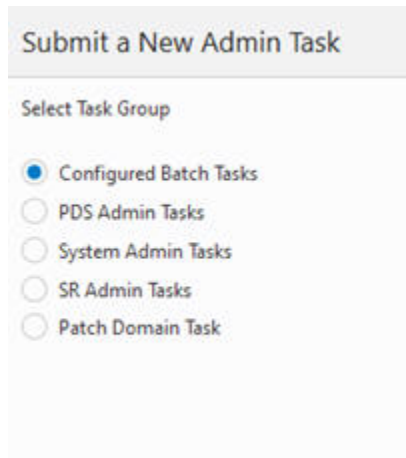 Submit a New Admin Task
Select Task Group
Configured Batch Tasks
PDS Admin Tasks
System Admin Tasks
SR Admin Tasks
Patch Domain Task